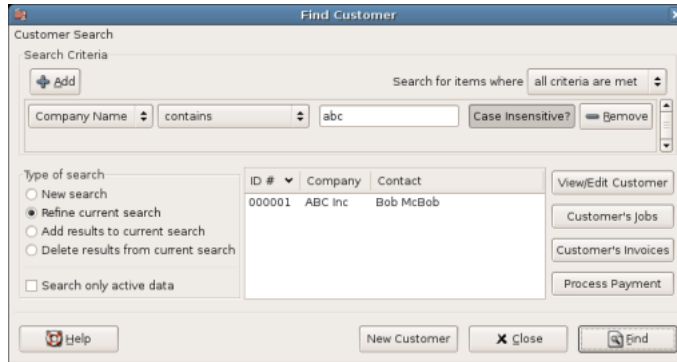 Find Customer
Customer Search
Search Criteria
Add
Search for items where all criteria are met
Company Name contains abc Case Insensitive? Remove
Type of search
New search
Refine current search
Add results to current search
Delete results from current search
Search only active data
ID # Company Contact
000001 ABC Inc Bob McBob
View/Edit Customer
Customer's Jobs
Customer's Invoices
Process Payment
Help New Customer Close Find